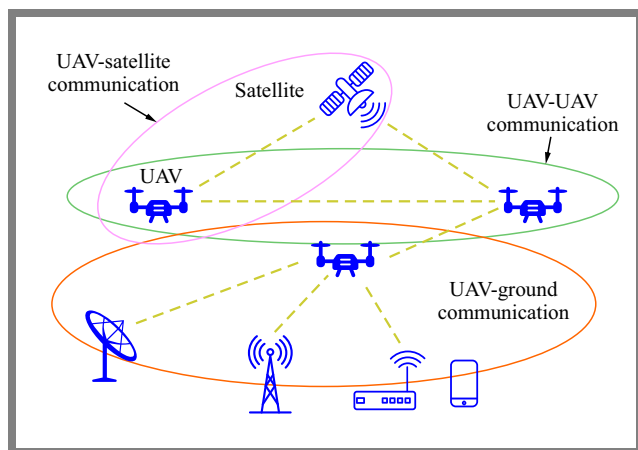 UAV-satellite
communication
Satellite
UAV-UAV
communication
UAV
UAV-ground
communication